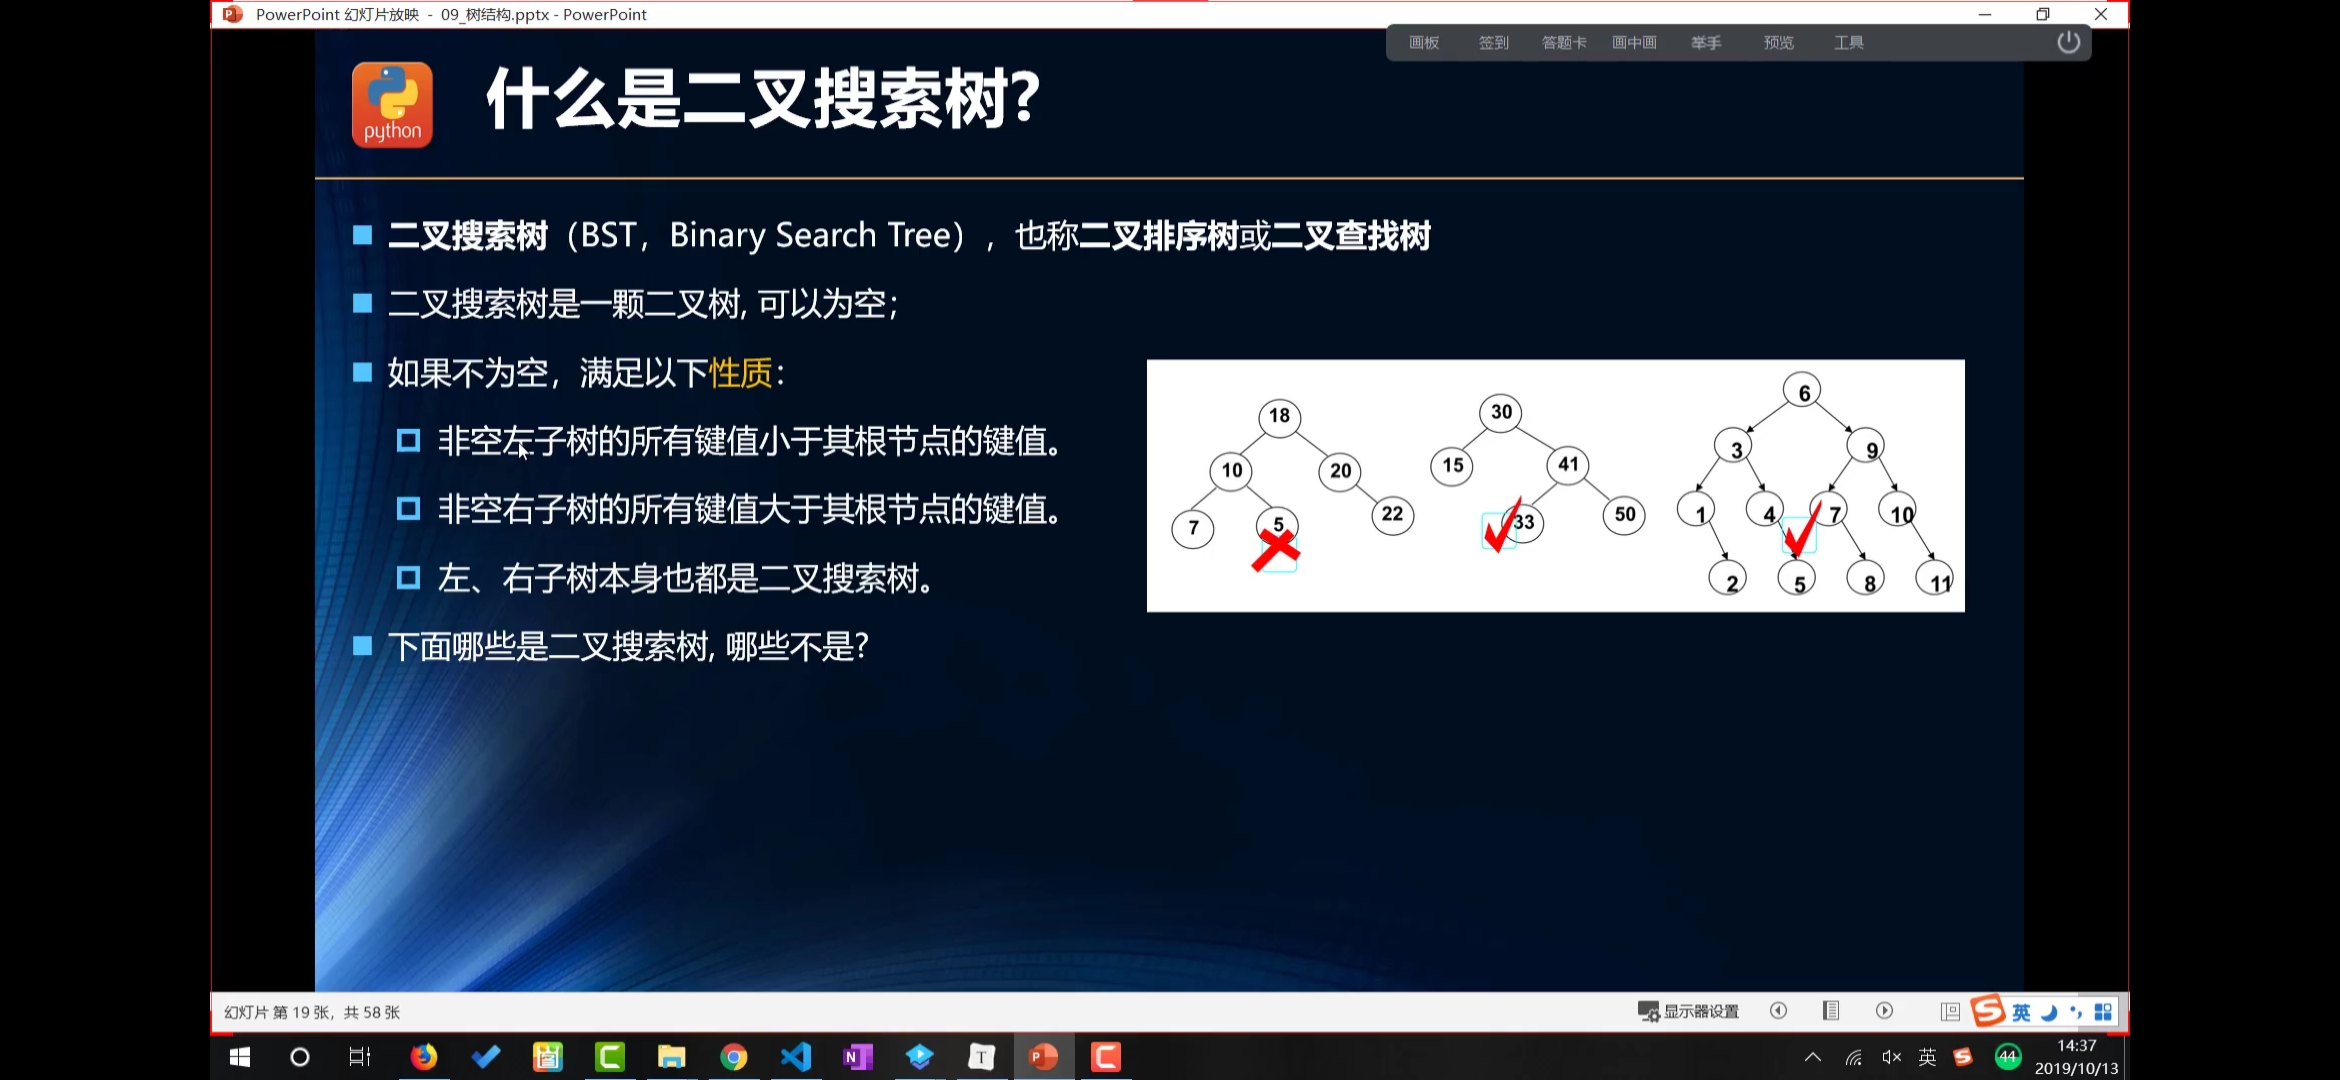 PowerPoint 幻灯片放映 - 09_树结构.pptx - PowerPoint
画板 签到 答题卡 画中画 举手 预览 工具
python
什么是二叉搜索树?
二叉搜索树（BST，Binary Search Tree），也称二叉排序树或二叉查找树
二叉搜索树是一颗二叉树, 可以为空；
如果不为空，满足以下性质：
非空左子树的所有键值小于其根节点的键值。
非空右子树的所有键值大于其根节点的键值。
左、右子树本身也都是二叉搜索树。
下面哪些是二叉搜索树, 哪些不是?
18
10 20
7 5 22
30
15 41
33 50
6
3 9
1 4 7 10
2 5 8 11
幻灯片 第 19 张，共 58 张
显示器设置
英
英
44
14:37
2019/10/13